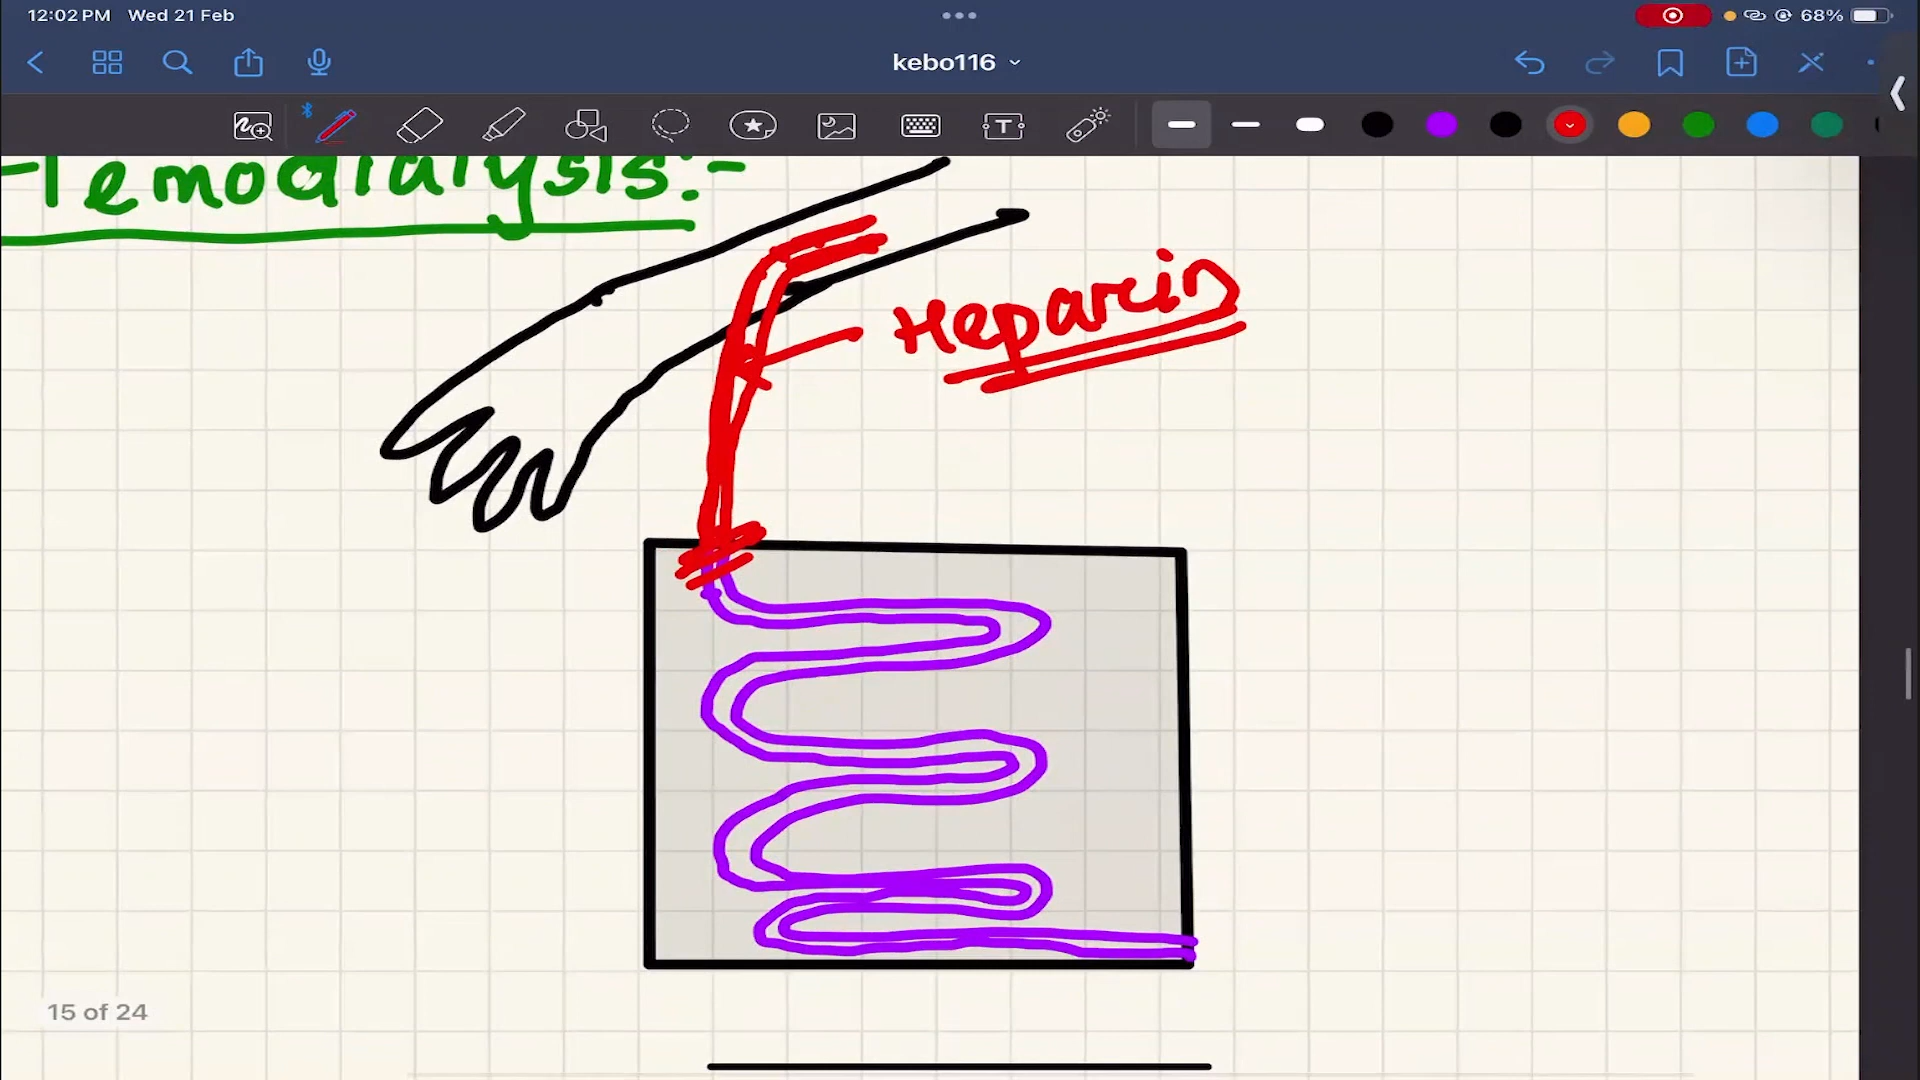 12:02 PM Wed 21 Feb
68%
kebo116
Hemodialysis:-
Heparin
15 of 24